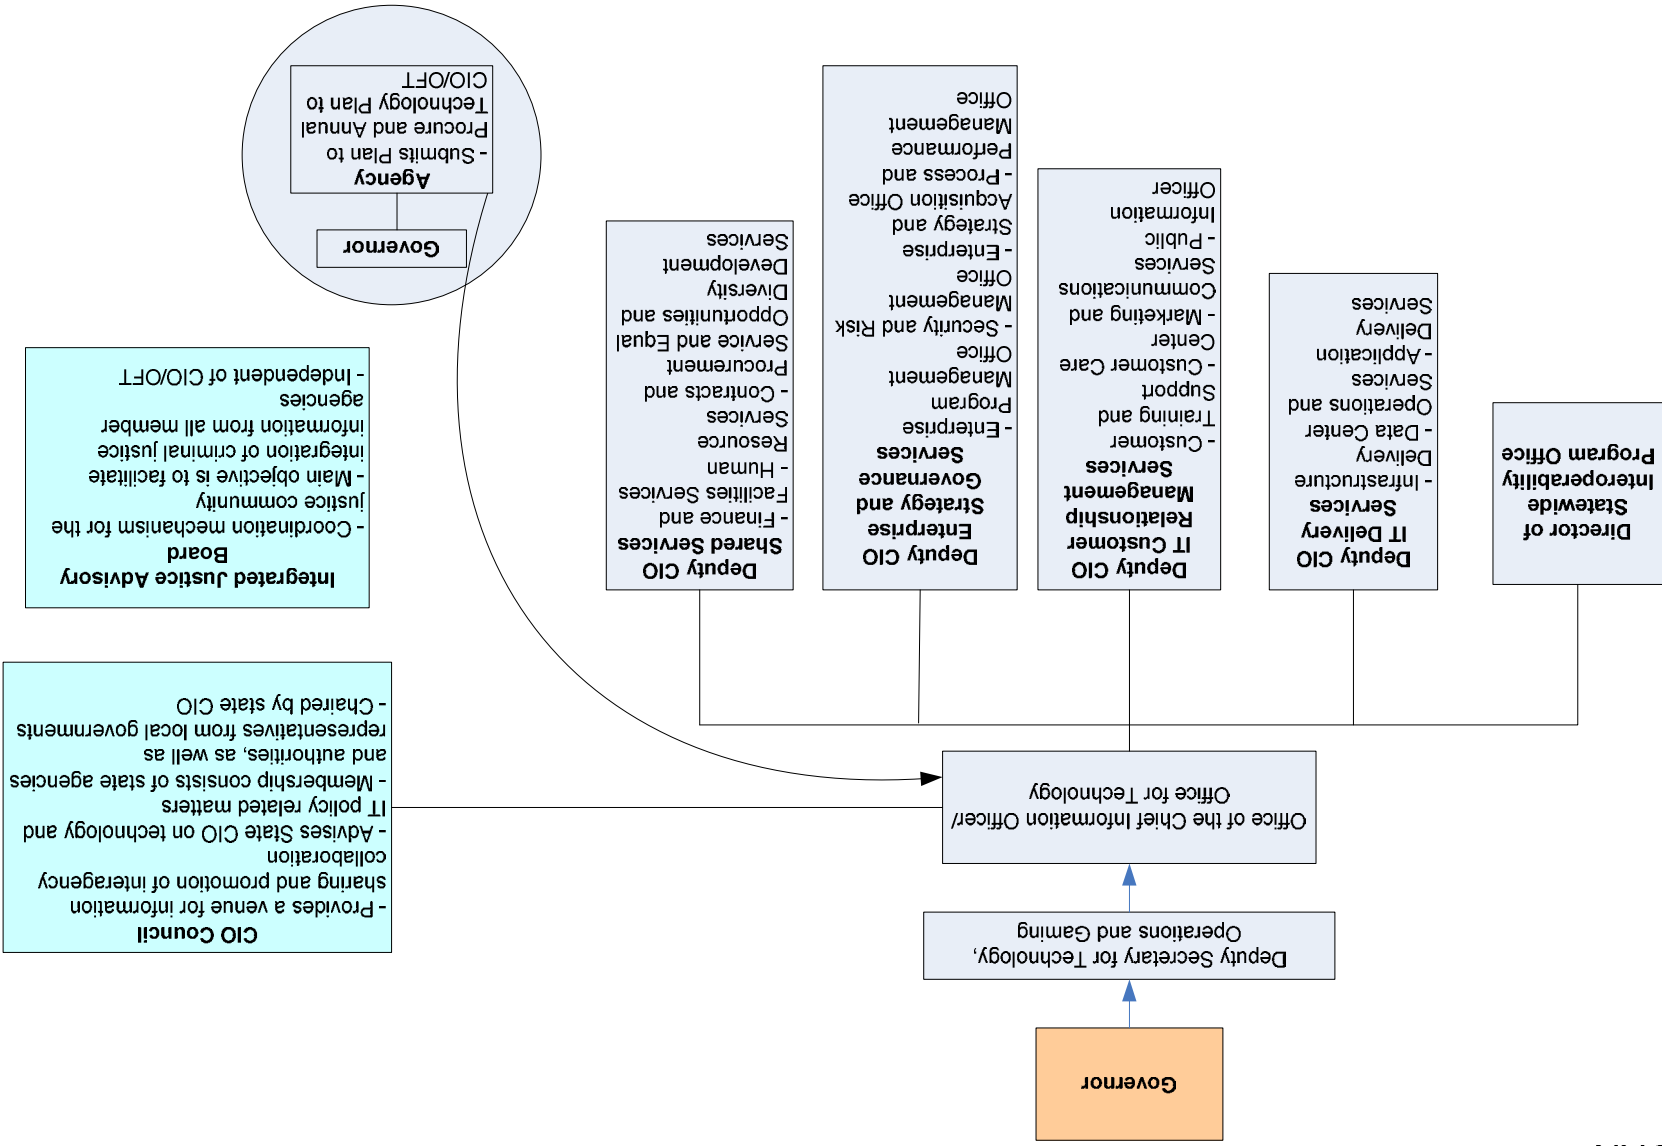 Governor
Deputy Secretary for Technology,
Operations and Gaming
Office of the Chief Information Officer/
Office for Technology
CIO Council
- Provides a venue for information
sharing and promotion of interagency
collaboration
- Advises State CIO on technology and
IT policy related matters
- Membership consists of state agencies
and authorities, as well as
representatives from local governments
- Chaired by state CIO
Director of
Statewide
Interoperability
Program Office
Deputy CIO
IT Delivery
Services
- Infrastructure
Delivery
- Data Center
Operations and
Services
- Application
Delivery
Services
Deputy CIO
IT Customer
Relationship
Management
Services
- Customer
Training and
Support
- Customer Care
Center
- Marketing and
Communications
Services
- Public
Information
Officer
Deputy CIO
Enterprise
Strategy and
Governance
Services
- Enterprise
Program
Management
Office
- Security and Risk
Management
Office
- Enterprise
Strategy and
Acquisition Office
- Process and
Performance
Management
Office
Deputy CIO
Shared Services
- Finance and
Facilities Services
- Human
Resource
Services
- Contracts and
Procurement
Service and Equal
Opportunities and
Diversity
Development
Services
Integrated Justice Advisory
Board
- Coordination mechanism for the
justice community
- Main objective is to facilitate
integration of criminal justice
information from all member
agencies
- Independent of CIO/OFT
Governor
Agency
- Submits Plan to
Procure and Annual
Technology Plan to
CIO/OFT